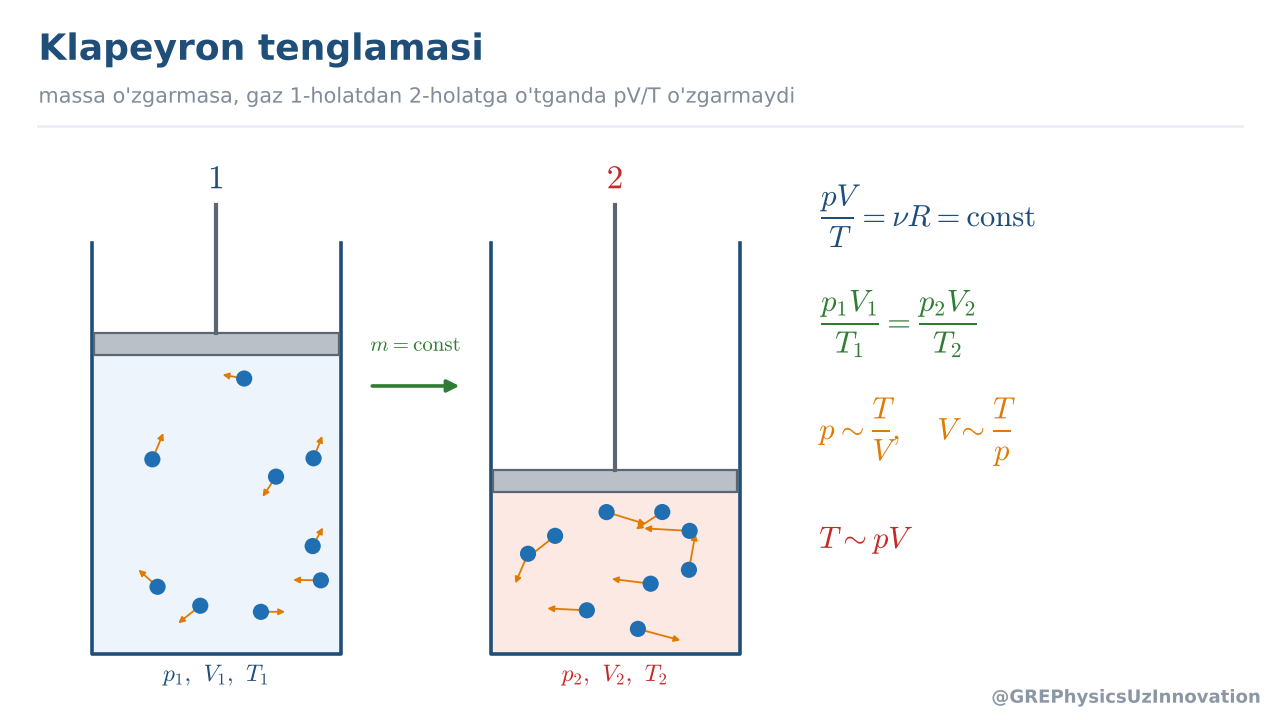 Klapeyron tenglamasi
massa o'zgarmasa, gaz 1-holatdan 2-holatga o'tganda pV/T o'zgarmaydi
1
2
m = const
p₁, V₁, T₁
p₂, V₂, T₂
pV/T = νR = const
p₁V₁/T₁ = p₂V₂/T₂
p ~ T/V, V ~ T/p
T ~ pV
@GREPhysicsUzInnovation